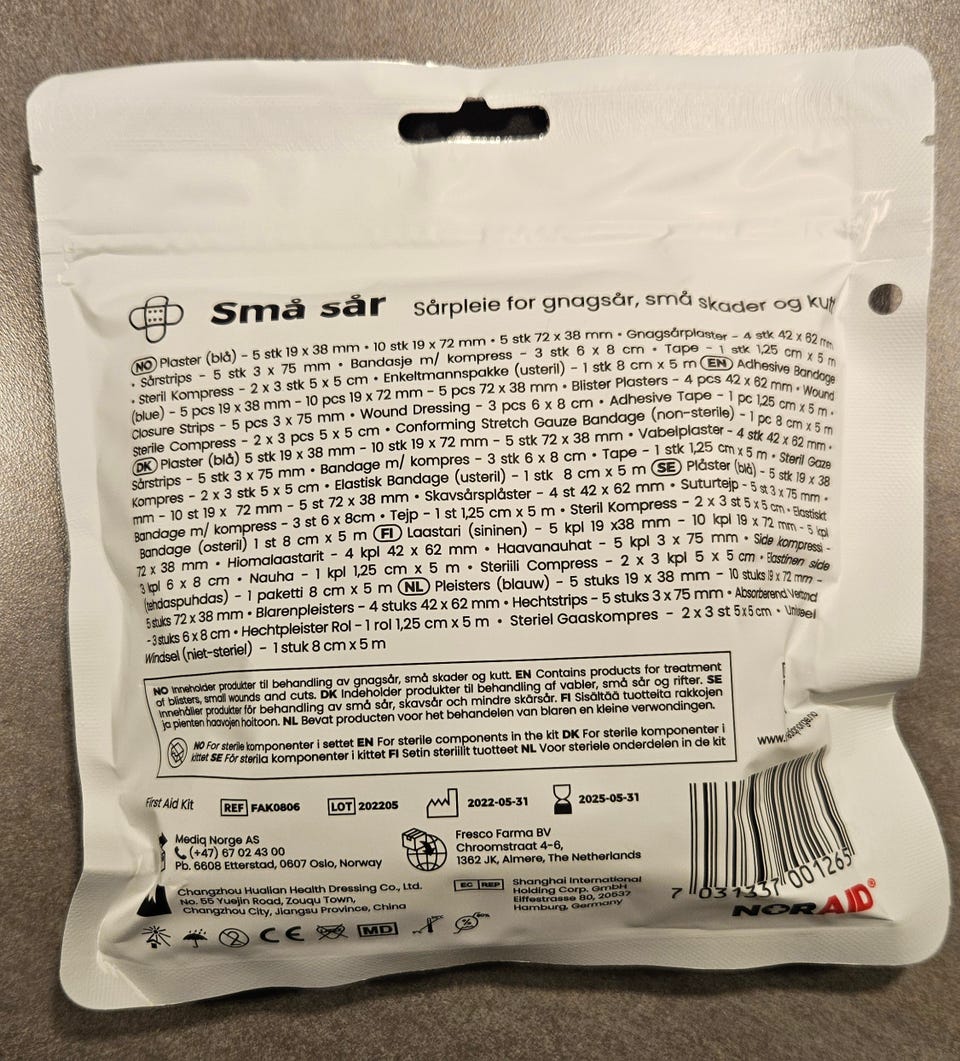 Små sår Sårpleie for gnagsår, små skader og kutt
NO Plaster (blå) - 5 stk 19 x 38 mm • 10 stk 19 x 72 mm • 5 stk 72 x 38 mm • Gnagsårplaster - 4 stk 42 x 62 mm
• Sårstrips - 5 stk 3 x 75 mm • Bandasje m/ kompress - 3 stk 6 x 8 cm • Tape - 1 stk 1,25 cm x 5 m
• Steril Kompress - 2 x 3 stk 5 x 5 cm • Enkeltmannspakke (usteril) - 1 stk 8 cm x 5 m EN Adhesive Bandage
(blue) - 5 pcs 19 x 38 mm - 10 pcs 19 x 72 mm - 5 pcs 72 x 38 mm • Blister Plasters - 4 pcs 42 x 62 mm • Wound
Closure Strips - 5 pcs 3 x 75 mm • Wound Dressing - 3 pcs 6 x 8 cm • Adhesive Tape - 1 pc 1,25 cm x 5 m •
Sterile Compress - 2 x 3 pcs 5 x 5 cm • Conforming Stretch Gauze Bandage (non-sterile) - 1 pc 8 cm x 5 m
DK Plaster (blå) 5 stk 19 x 38 mm - 10 stk 19 x 72 mm - 5 stk 72 x 38 mm • Vabelplaster - 4 stk 42 x 62 mm •
Sårstrips - 5 stk 3 x 75 mm • Bandage m/ kompres - 3 stk 6 x 8 cm • Tape - 1 stk 1,25 cm x 5 m • Steril Gaze
Kompres - 2 x 3 stk 5 x 5 cm • Elastisk Bandage (usteril) - 1 stk 8 cm x 5 m SE Plåster (blå) - 5 st 19 x 38
mm - 10 st 19 x 72 mm - 5 st 72 x 38 mm • Skavsårsplåster - 4 st 42 x 62 mm • Suturtejp - 5 st 3 x 75 mm •
Bandage m/ kompress - 3 st 6 x 8cm • Tejp - 1 st 1,25 cm x 5 m • Steril Kompress - 2 x 3 st 5 x 5 cm • Elastiskt
Bandage (osteril) 1 st 8 cm x 5 m FI Laastari (sininen) - 5 kpl 19 x38 mm - 10 kpl 19 x 72 mm - 5 kpl
72 x 38 mm • Hiomalaastarit - 4 kpl 42 x 62 mm • Haavanauhat - 5 kpl 3 x 75 mm • Side kompressi -
3 kpl 6 x 8 cm • Nauha - 1 kpl 1,25 cm x 5 m • Steriili Compress - 2 x 3 kpl 5 x 5 cm • Elastinen side
(tehdaspuhdas) - 1 paketti 8 cm x 5 m NL Pleisters (blauw) - 5 stuks 19 x 38 mm - 10 stuks 19 x 72 mm -
5 stuks 72 x 38 mm • Blarenpleisters - 4 stuks 42 x 62 mm • Hechtstrips - 5 stuks 3 x 75 mm • Absorberend Verband
- 3 stuks 6 x 8 cm • Hechtpleister Rol - 1 rol 1,25 cm x 5 m • Steriel Gaaskompres - 2 x 3 st 5 x 5 cm •
Windsel (niet-steriel) - 1 stuk 8 cm x 5 m
NO Inneholder produkter til behandling av gnagsår, små skader og kutt. EN Contains products for treatment
of blisters, small wounds and cuts. DK Indeholder produkter til behandling af vabler, små sår og rifter. SE
Innehåller produkter för behandling av små sår, skavsår och mindre skärsår. FI Sisältää tuotteita rakkojen
ja pienten haavojen hoitoon. NL Bevat producten voor het behandelen van blaren en kleine verwondingen.
NO For sterile komponenter i settet EN For sterile components in the kit DK For sterile komponenter i
kittet SE För sterila komponenter i kittet FI Setin steriilit tuotteet NL Voor steriele onderdelen in de kit
www.
First Aid Kit REF FAK0806 LOT 202205 2022-05-31 2025-05-31
Mediq Norge AS
(+47) 67 02 43 00
Pb. 6608 Etterstad, 0607 Oslo, Norway
Fresco Farma BV
Chroomstraat 4-6,
1362 JK, Almere, The Netherlands
Changzhou Hualian Health Dressing Co., Ltd.
No. 55 Yuejin Road, Zouqu Town,
Changzhou City, Jiangsu Province, China
EC REP Shanghai International
Holding Corp. GmbH
Eiffestrasse 80, 20537
Hamburg, Germany
7 031337 001265
NORAID®
2 CE MD